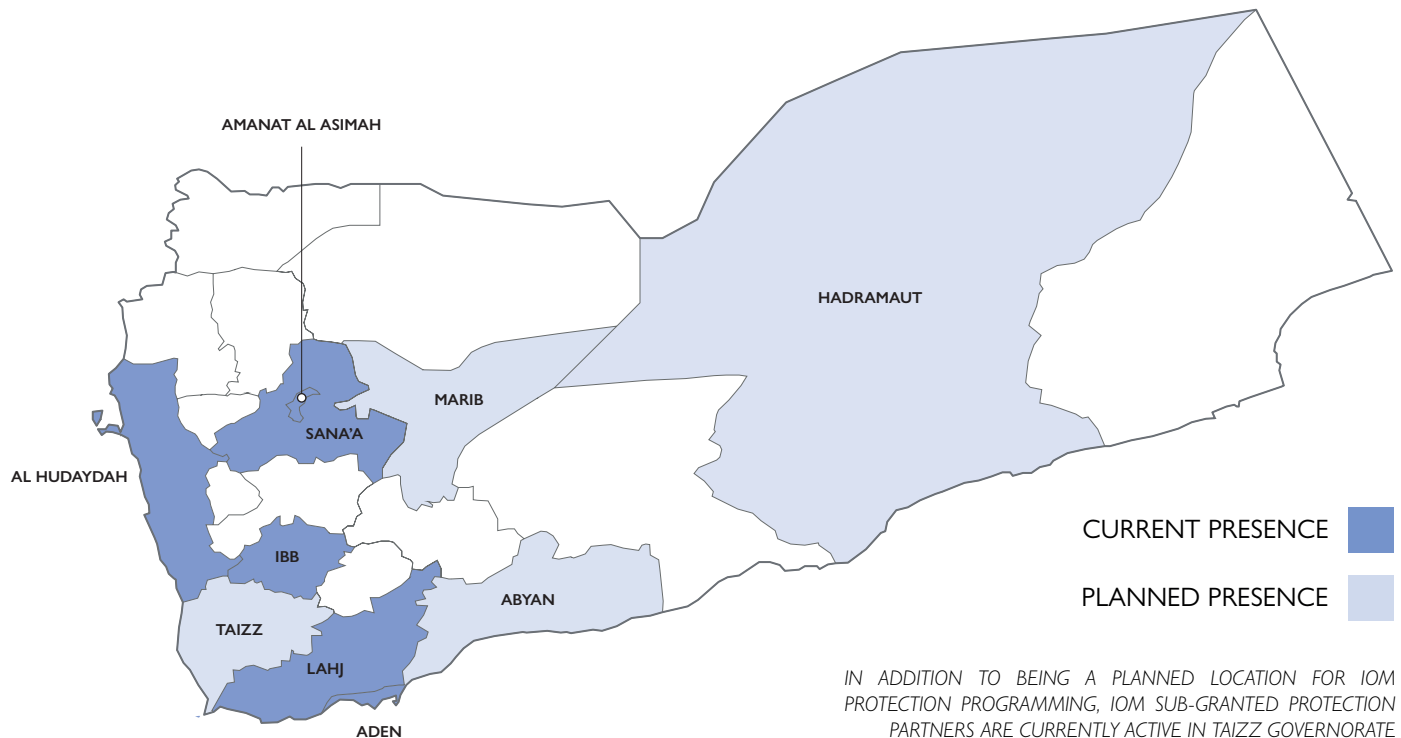 AMANAT AL ASIMAH
HADRAMAUT
MARIB
SANA'A
AL HUDAYDAH
CURRENT PRESENCE
IBB
PLANNED PRESENCE
ABYAN
TAIZZ
LAHJ
IN ADDITION TO BEING A PLANNED LOCATION FOR IOM
PROTECTION PROGRAMMING, IOM SUB-GRANTED PROTECTION
PARTNERS ARE CURRENTLY ACTIVE IN TAIZZ GOVERNORATE
ADEN